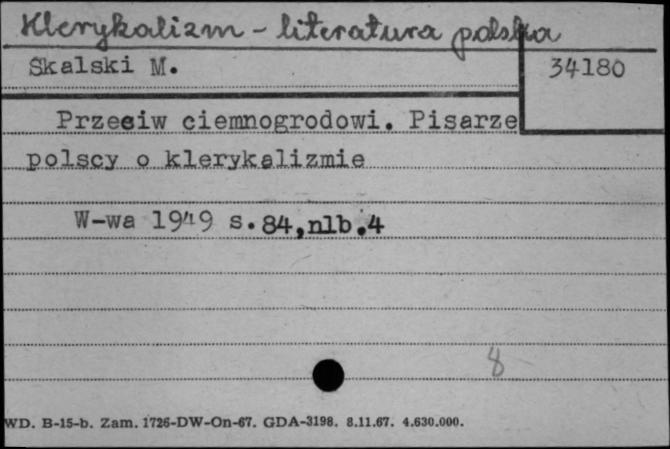 Klerykalizm - literatura polska
Skalski M.
34180
Przeciw ciemnogrodowi. Pisarze
polscy o klerykalizmie
W-wa 1949 s. 84, nlb. 4
8
WD. B-15-b. Zam. 1726-DW-On-67. GDA-3198. 8.11.67. 4.630.000.